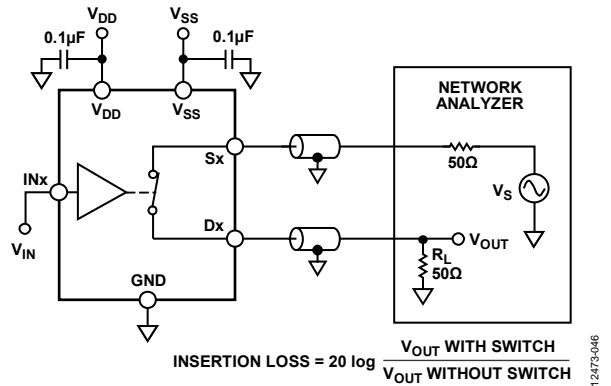 VDD
VSS
0.1µF
0.1µF
VDD
VSS
NETWORK
ANALYZER
Sx
50Ω
INx
VS
Dx
VOUT
VIN
RL
50Ω
GND
INSERTION LOSS = 20 log VOUT WITH SWITCH
VOUT WITHOUT SWITCH
12473-046